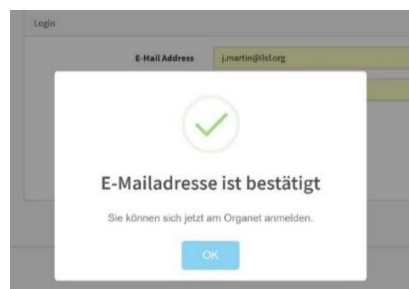 Login
E-Mail Address
j.martin@ilsf.org
E-Mailadresse ist bestätigt
Sie können sich jetzt am Organet anmelden.
OK